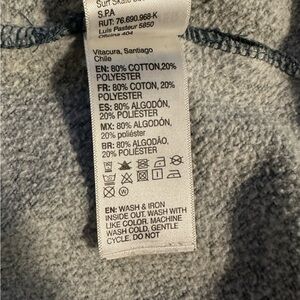 Surf Skate
S.P.A
RUT: 76.690.968-K
Luis Pasteur 5850
Oficina 404
Vitacura, Santiago
Chile
EN: 80% COTTON,20%
POLYESTER
FR: 80% COTON, 20%
POLYESTER
ES: 80% ALGODÓN,
20% POLIÉSTER
MX: 80% ALGODÓN,
20% poliéster
BR: 80% ALGODÃO,
20% POLIÉSTER
EN: WASH & IRON
INSIDE OUT. WASH WITH
LIKE COLOR. MACHINE
WASH COLD, GENTLE
CYCLE. DO NOT